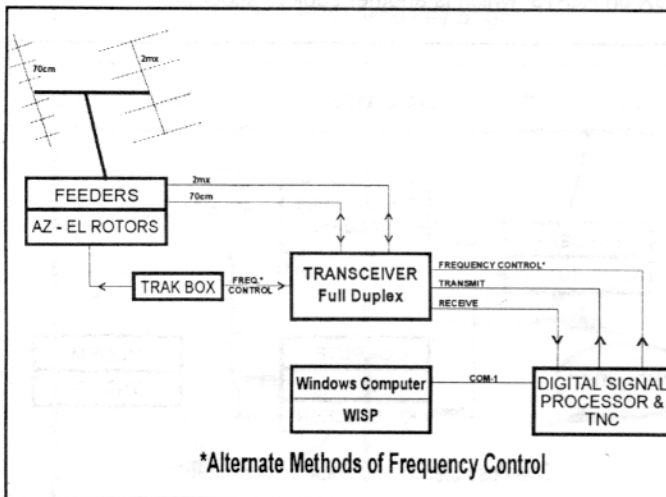 70cm
2mx
FEEDERS
AZ - EL ROTORS
2mx
70cm
TRAK BOX
FREQ.*
CONTROL
TRANSCEIVER
Full Duplex
FREQUENCY CONTROL*
TRANSMIT
RECEIVE
Windows Computer
WISP
COM-1
DIGITAL SIGNAL
PROCESSOR &
TNC
*Alternate Methods of Frequency Control